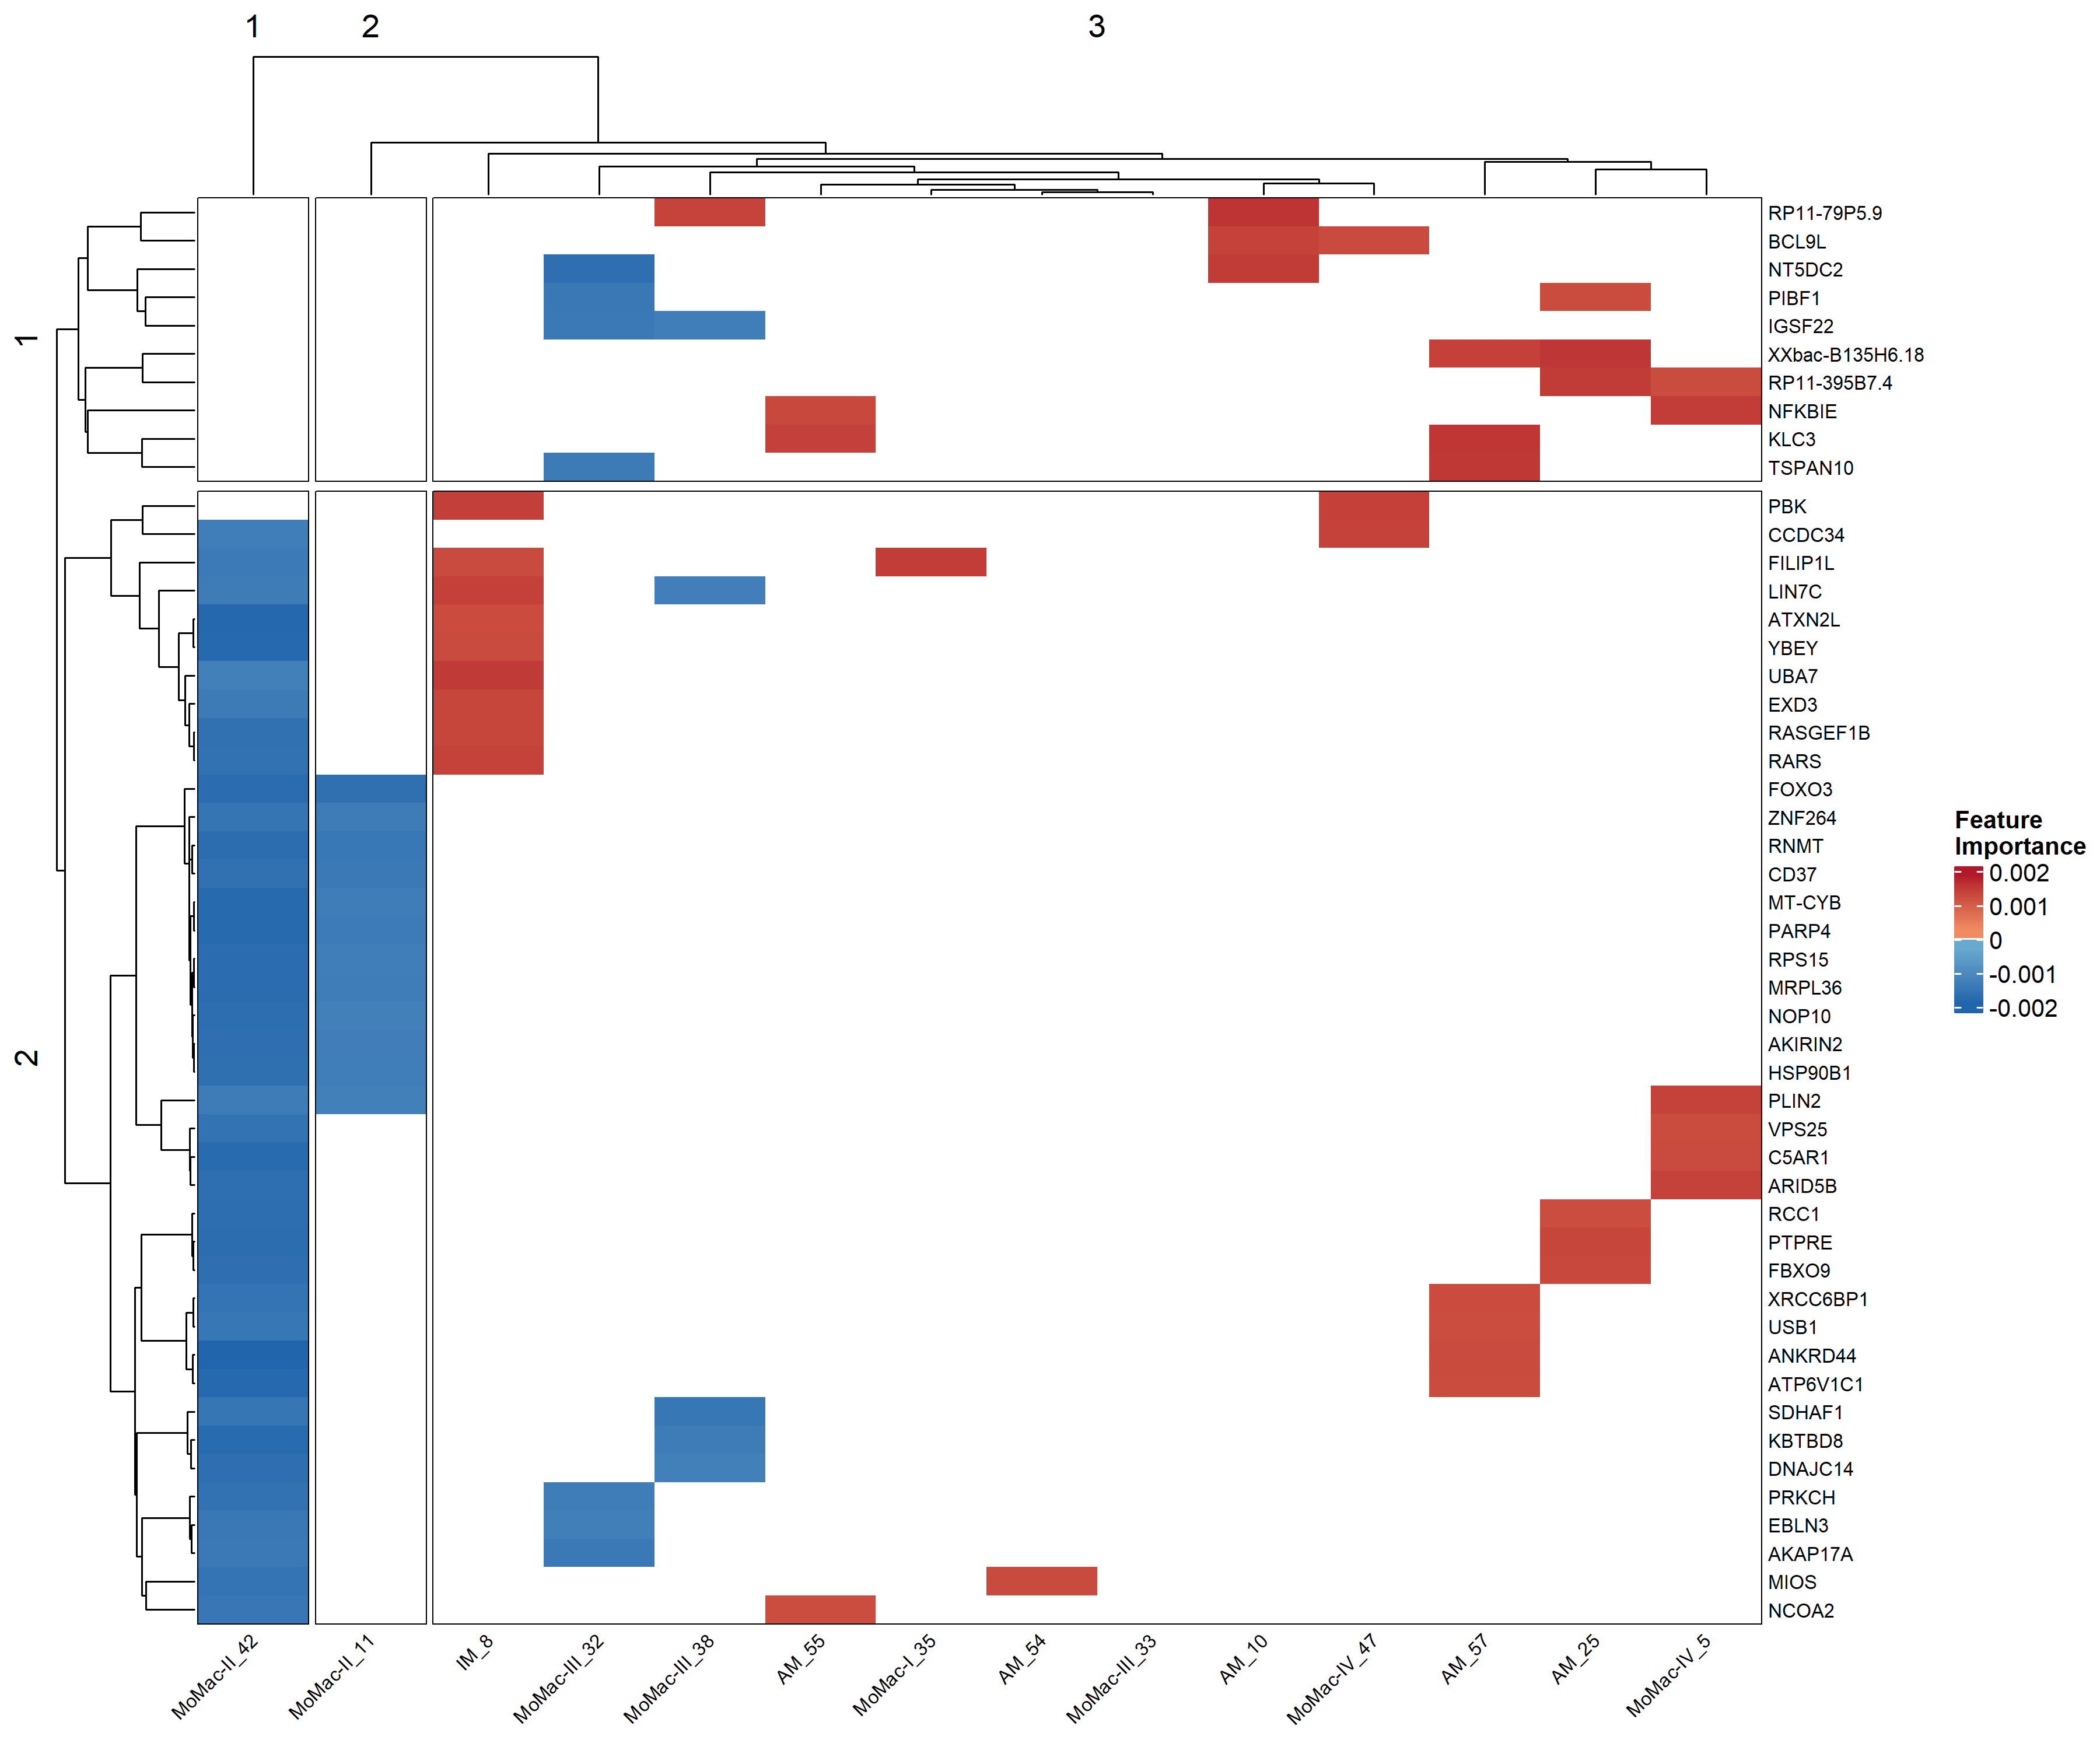 1 2 3
1
2
RP11-79P5.9
BCL9L
NT5DC2
PIBF1
IGSF22
XXbac-B135H6.18
RP11-395B7.4
NFKBIE
KLC3
TSPAN10
PBK
CCDC34
FILIP1L
LIN7C
ATXN2L
YBEY
UBA7
EXD3
RASGEF1B
RARS
FOXO3
ZNF264
RNMT
CD37
MT-CYB
PARP4
RPS15
MRPL36
NOP10
AKIRIN2
HSP90B1
PLIN2
VPS25
C5AR1
ARID5B
RCC1
PTPRE
FBXO9
XRCC6BP1
USB1
ANKRD44
ATP6V1C1
SDHAF1
KBTBD8
DNAJC14
PRKCH
EBLN3
AKAP17A
MIOS
NCOA2
Feature
Importance
0.002
0.001
0
-0.001
-0.002
MoMac-II_42
MoMac-II_11
IM_8
MoMac-III_32
MoMac-III_38
AM_55
MoMac-I_35
AM_54
MoMac-III_33
AM_10
MoMac-IV_47
AM_57
AM_25
MoMac-IV_5